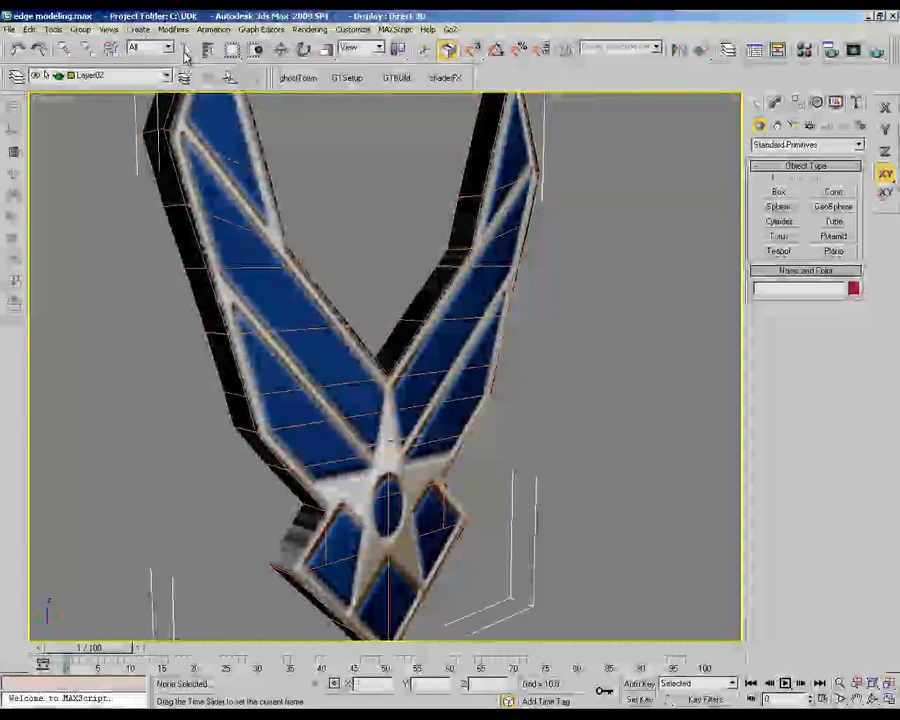 edge modeling.max - Project Folder: C:\UDK - Autodesk 3ds Max 2009 SP1 - Display : Direct 3D
File Edit Tools Group Views Create Modifiers Animation Graph Editors Rendering Customize MAXScript Help Go2-
All View
Layer02 ghostTown GTSetup GTBUild shaderFX
X
Y
Z
XY
XY
Standard Primitives
Object Type
Box Cone
Sphere GeoSphere
Cylinder Tube
Torus Pyramid
Teapot Plane
Name and Color
z
1 / 100
5 10 15 20 25 30 35 40 45 50 55 60 65 70 75 80 85 90 95 100
None Selected X: Y: Z: Grid = 10.0 Auto Key Selected
Welcome to MAXScript. Drag the Time Slider to set the current frame Add Time Tag Set Key Key Filters...